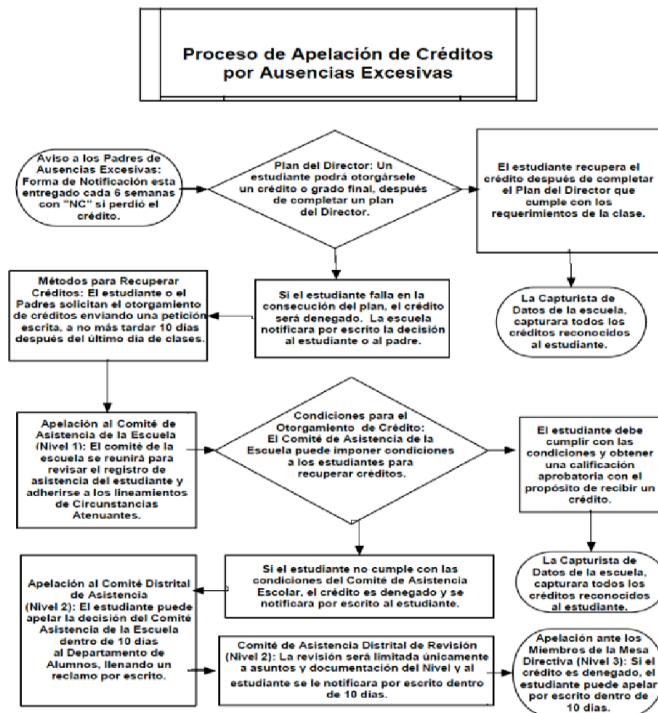 Proceso de Apelación de Créditos
por Ausencias Excesivas
Aviso a los Padres de
Ausencias Excesivas:
Forma de Notificación esta
entregado cada 6 semanas
con "NC" si perdió el
crédito.
Plan del Director: Un
estudiante podrá otorgársele
un crédito o grado final, después
de completar un plan
del Director.
El estudiante recupera el
crédito después de completar
el Plan del Director que
cumple con los
requerimientos de la clase.
Métodos para Recuperar
Créditos: El estudiante o el
Padres solicitan el otorgamiento
de créditos enviando una petición
escrita, a no más tardar 10 días
después del último día de clases.
Si el estudiante falla en la
consecución del plan, el crédito
será denegado. La escuela
notificara por escrito la decisión
al estudiante o al padre.
La Capturista de
Datos de la escuela,
capturara todos los
créditos reconocidos
al estudiante.
Apelación al Comité de
Asistencia de la Escuela
(Nivel 1): El comité de la
escuela se reunirá para
revisar el registro de
asistencia del estudiante y
adherirse a los lineamientos
de Circunstancias
Atenuantes.
Condiciones para el
Otorgamiento de Crédito:
El Comité de Asistencia de la
Escuela puede imponer condiciones
a los estudiantes para
recuperar créditos.
El estudiante debe
cumplir con las
condiciones y obtener
una calificación
aprobatoria con el
propósito de recibir un
crédito.
Apelación al Comité Distrital
de Asistencia
(Nivel 2): El estudiante puede
apelar la decisión del Comité
Asistencia de la Escuela
dentro de 10 días
al Departamento de
Alumnos, llenando un
reclamo por escrito.
Si el estudiante no cumple con las
condiciones del Comité de Asistencia
Escolar, el crédito es denegado y se
notificara por escrito al estudiante.
La Capturista de
Datos de la escuela,
capturara todos los
créditos reconocidos
al estudiante.
Comité de Asistencia Distrital de Revisión
(Nivel 2): La revisión será limitada únicamente
a asuntos y documentación del Nivel y al
estudiante se le notificara por escrito dentro
de 10 días.
Apelación ante los
Miembros de la Mesa
Directiva (Nivel 3): Si el
crédito es denegado, el
estudiante puede apelar
por escrito dentro de
10 días.